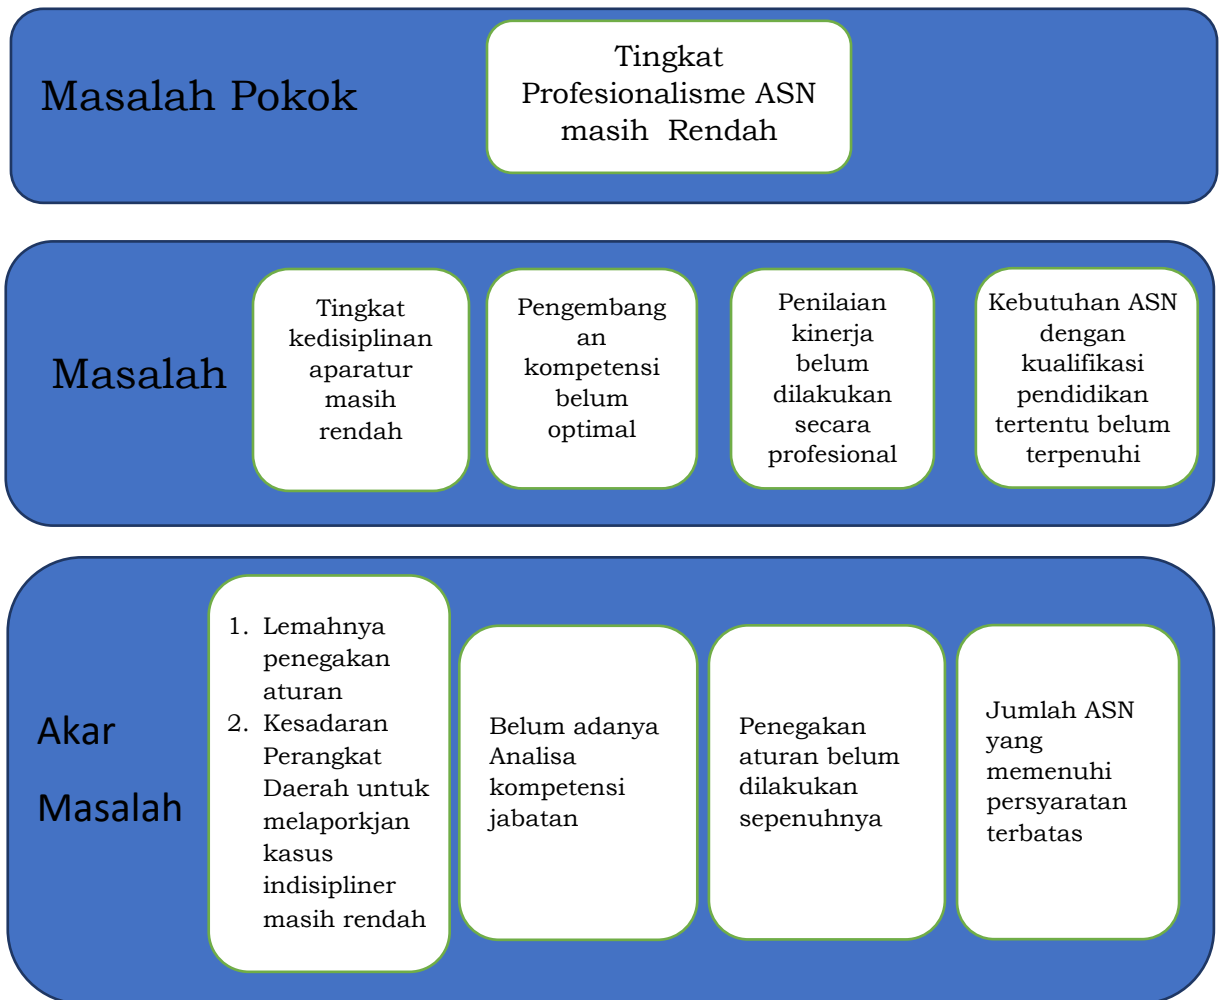 Masalah Pokok
Tingkat
Profesionalisme ASN
masih  Rendah
Masalah
Tingkat
kedisiplinan
aparatur
masih
rendah
Pengembang
an
kompetensi
belum
optimal
Penilaian
kinerja
belum
dilakukan
secara
profesional
Kebutuhan ASN
dengan
kualifikasi
pendidikan
tertentu belum
terpenuhi
Akar
Masalah
1. Lemahnya
penegakan
aturan
2. Kesadaran
Perangkat
Daerah untuk
melaporkjan
kasus
indisipliner
masih rendah
Belum adanya
Analisa
kompetensi
jabatan
Penegakan
aturan belum
dilakukan
sepenuhnya
Jumlah ASN
yang
memenuhi
persyaratan
terbatas